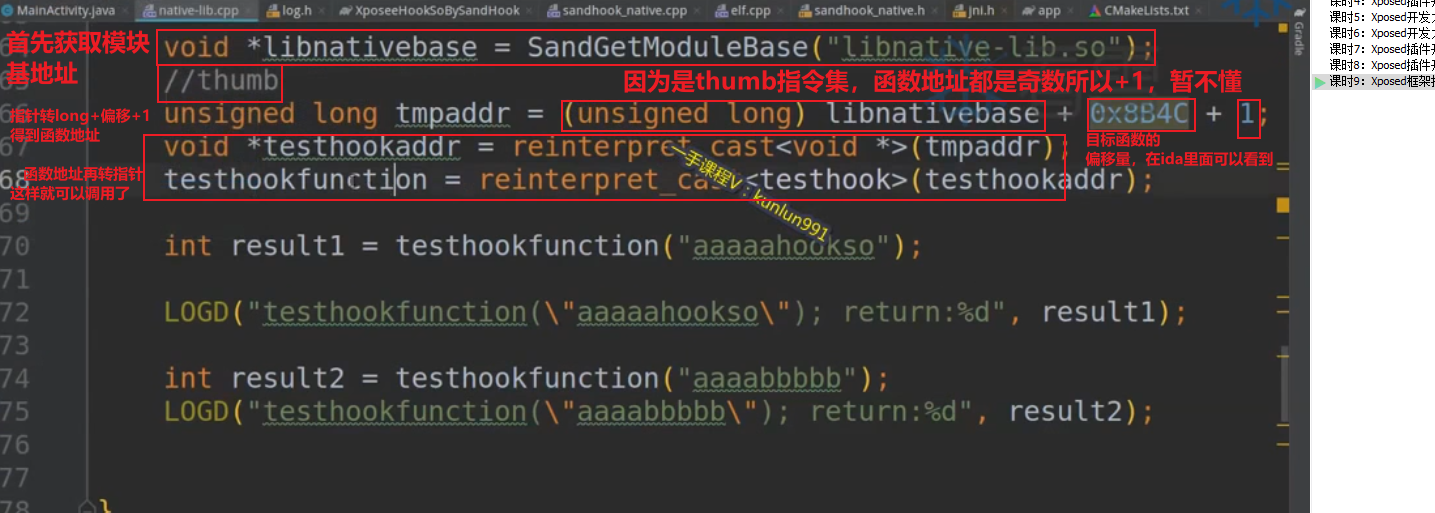 MainActivity.java native-lib.cpp log.h XposeeHookSoBySandHook sandhook_native.cpp elf.cpp sandhook_native.h jni.h app CMakeLists.txt
Gradle
首先获取模块
基地址
void *libnativebase = SandGetModuleBase("libnative-lib.so");
65 //thumb
因为是thumb指令集，函数地址都是奇数所以+1，暂不懂
66 unsigned long tmpaddr = (unsigned long) libnativebase + 0x8B4C + 1;
指针转long+偏移+1
得到函数地址
目标函数的
偏移量，在ida里面可以看到
67 void *testhookaddr = reinterpret_cast<void *>(tmpaddr);
函数地址再转指针
这样就可以调用了
68 testhookfunction = reinterpret_cast<testhook>(testhookaddr);
一手课程V：kunlun991
69
70 int result1 = testhookfunction("aaaaahookso");
71
72 LOGD("testhookfunction(\"aaaaahookso\"); return:%d", result1);
73
74 int result2 = testhookfunction("aaaabbbbb");
75 LOGD("testhookfunction(\"aaaabbbbb\"); return:%d", result2);
76
77
78 }
课时4: Xposed插件开
课时5: Xposed开发之
课时6: Xposed开发之
课时7: Xposed插件开
课时8: Xposed插件开
课时9: Xposed框架